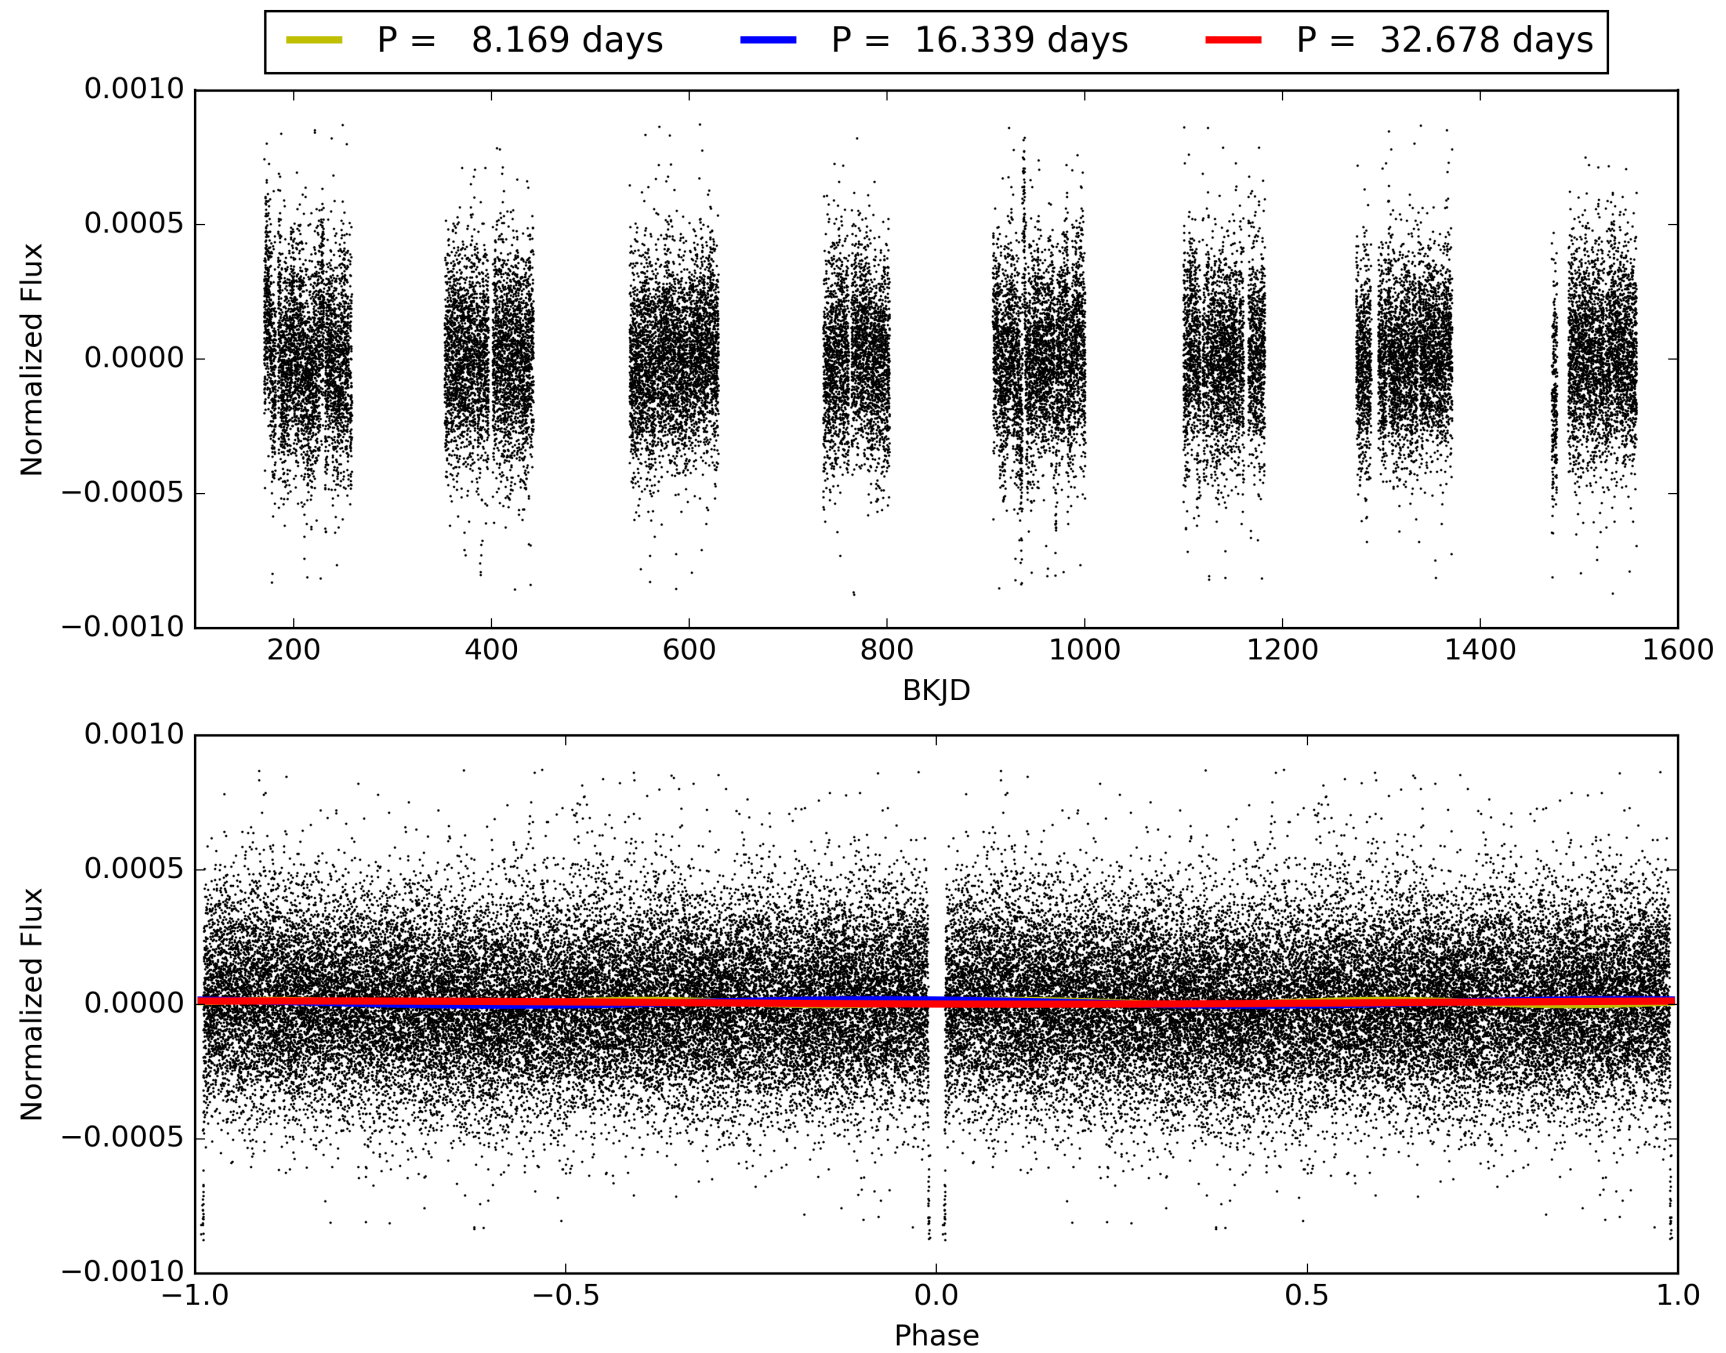 P = 8.169 days P = 16.339 days P = 32.678 days
0.0010
0.0005
0.0000
−0.0005
−0.0010
Normalized Flux
200 400 600 800 1000 1200 1400 1600
BKJD
0.0010
0.0005
0.0000
−0.0005
−0.0010
Normalized Flux
−1.0 −0.5 0.0 0.5 1.0
Phase